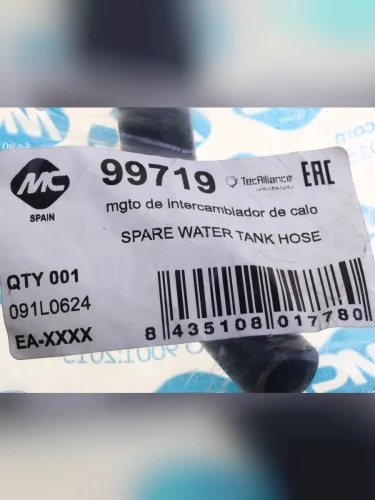 MC
SPAIN
99719
TecAlliance
EAC
mgto de intercambiador de calo
SPARE WATER TANK HOSE
QTY 001
091L0624
EA-XXXX
8 435108 017780